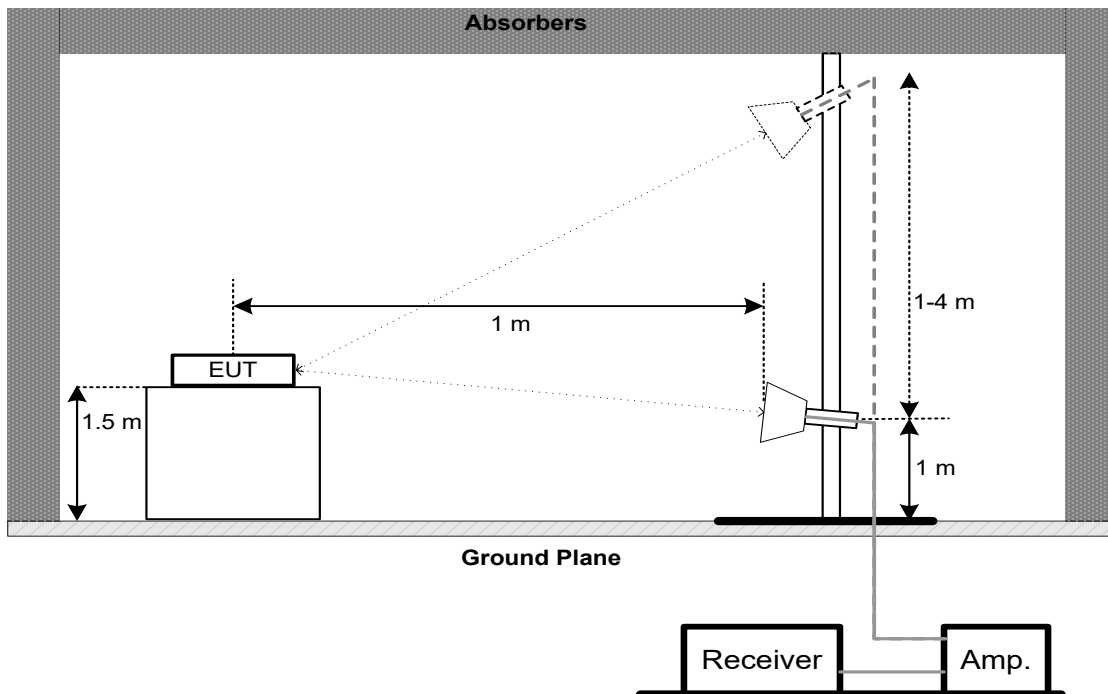 Absorbers
1-4 m
1 m
EUT
1.5 m
1 m
Ground Plane
Receiver
Amp.